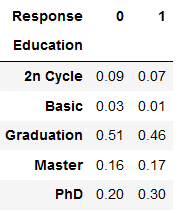 Response 0 1
Education
2n Cycle 0.09 0.07
Basic 0.03 0.01
Graduation 0.51 0.46
Master 0.16 0.17
PhD 0.20 0.30